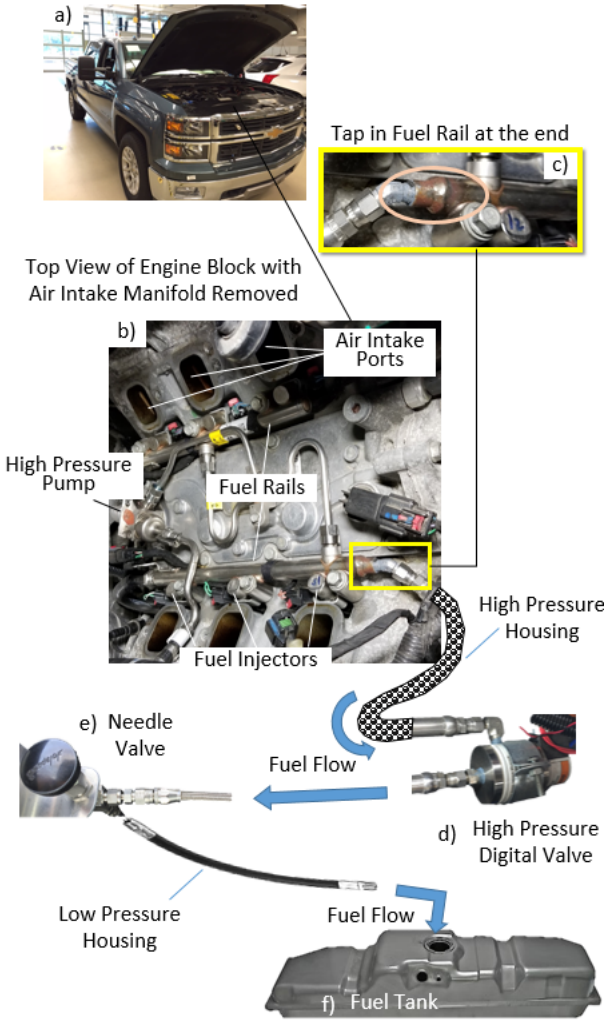 a)
Tap in Fuel Rail at the end
c)
Top View of Engine Block with
Air Intake Manifold Removed
b)
Air Intake
Ports
High Pressure
Pump
Fuel Rails
Fuel Injectors
High Pressure
Housing
e) Needle
Valve
Fuel Flow
d) High Pressure
Digital Valve
Low Pressure
Housing
Fuel Flow
f) Fuel Tank